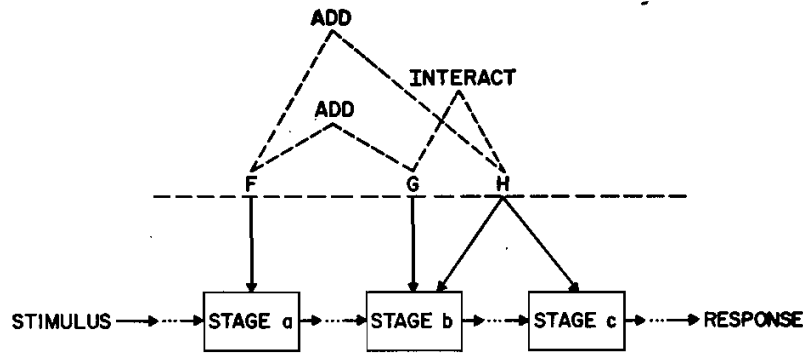 ADD
INTERACT
ADD
F G H
STIMULUS STAGE a STAGE b STAGE c RESPONSE